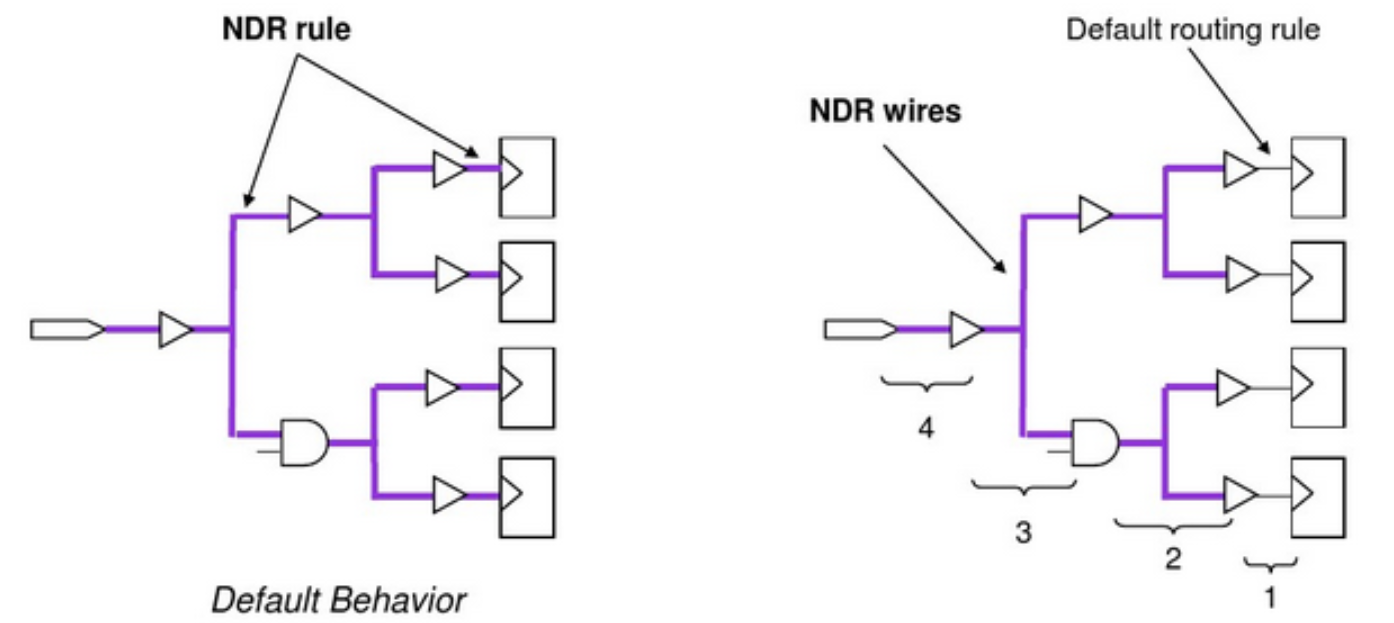 NDR rule
Default routing rule
NDR wires
4
3
2
1
Default Behavior